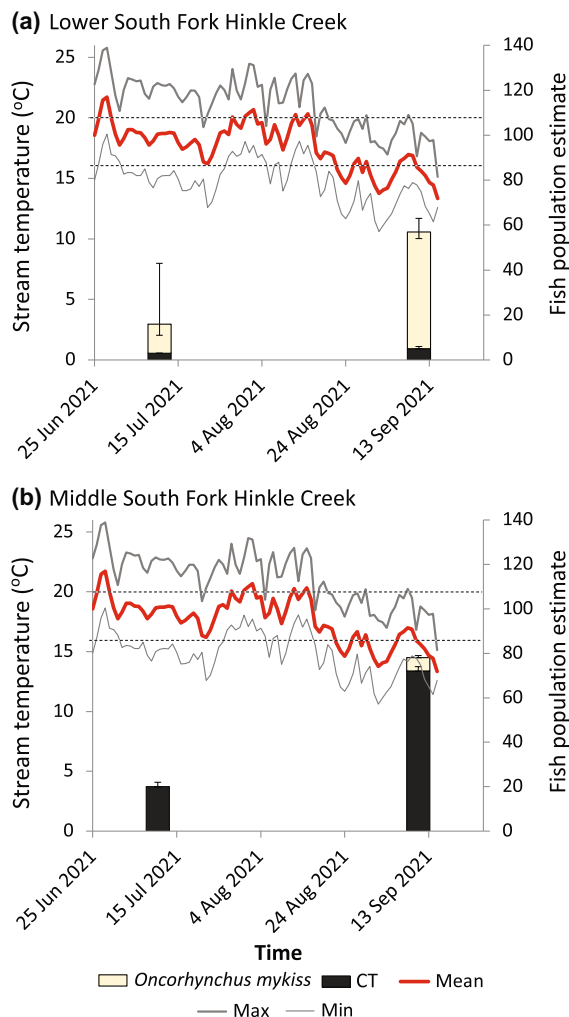 (a) Lower South Fork Hinkle Creek
25
20
15
10
5
0
Stream temperature (°C)
140
120
100
80
60
40
20
0
Fish population estimate
25 Jun 2021
15 Jul 2021
4 Aug 2021
24 Aug 2021
13 Sep 2021
(b) Middle South Fork Hinkle Creek
25
20
15
10
5
0
Stream temperature (°C)
140
120
100
80
60
40
20
0
Fish population estimate
25 Jun 2021
15 Jul 2021
4 Aug 2021
24 Aug 2021
13 Sep 2021
Time
Oncorhynchus mykiss CT Mean
Max Min